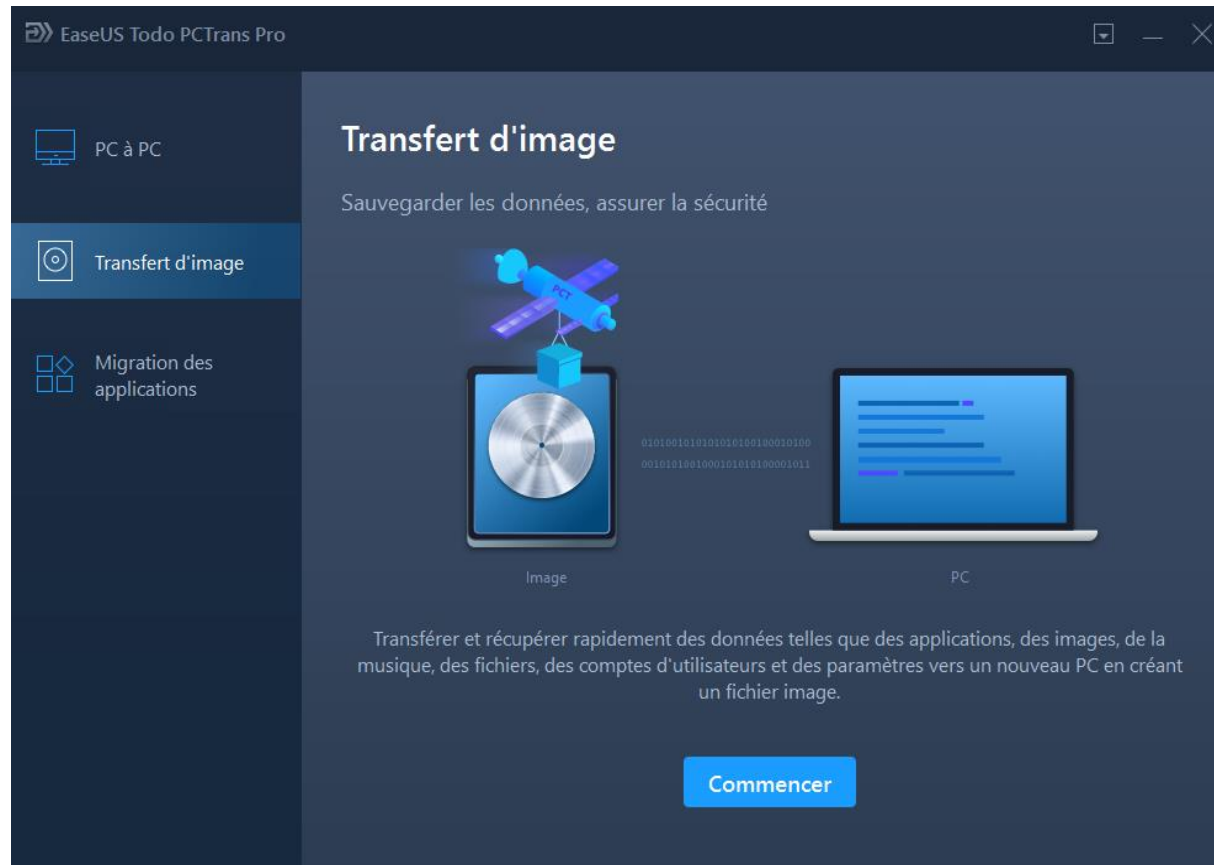 EaseUS Todo PCTrans Pro
PC à PC
Transfert d'image
Migration des
applications
Transfert d'image
Sauvegarder les données, assurer la sécurité
PCT
0101001010101010100100010100
0010101001000101010100001011
Image
PC
Transférer et récupérer rapidement des données telles que des applications, des images, de la
musique, des fichiers, des comptes d'utilisateurs et des paramètres vers un nouveau PC en créant
un fichier image.
Commencer